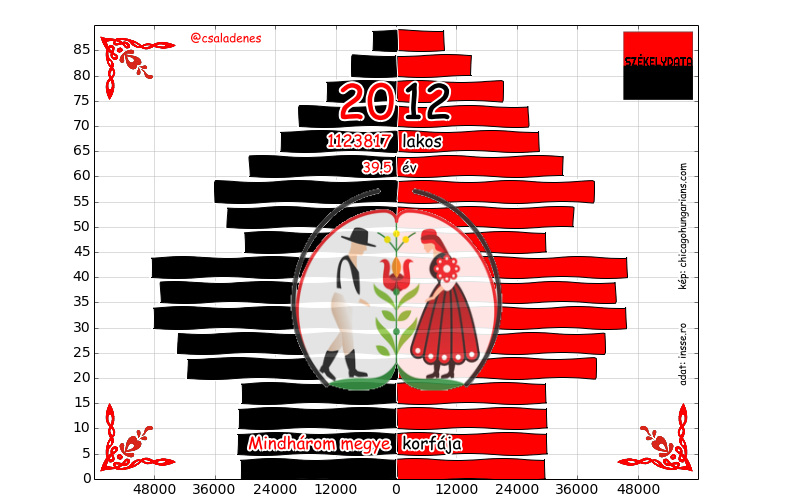 @csaladenes
SZÉKELYDATA
2012
1123817 lakos
39.5 év
kép: chicagohungarians.com
adat: insse.ro
Mindhárom megye korfája
85
80
75
70
65
60
55
50
45
40
35
30
25
20
15
10
5
0
48000 36000 24000 12000 0 12000 24000 36000 48000